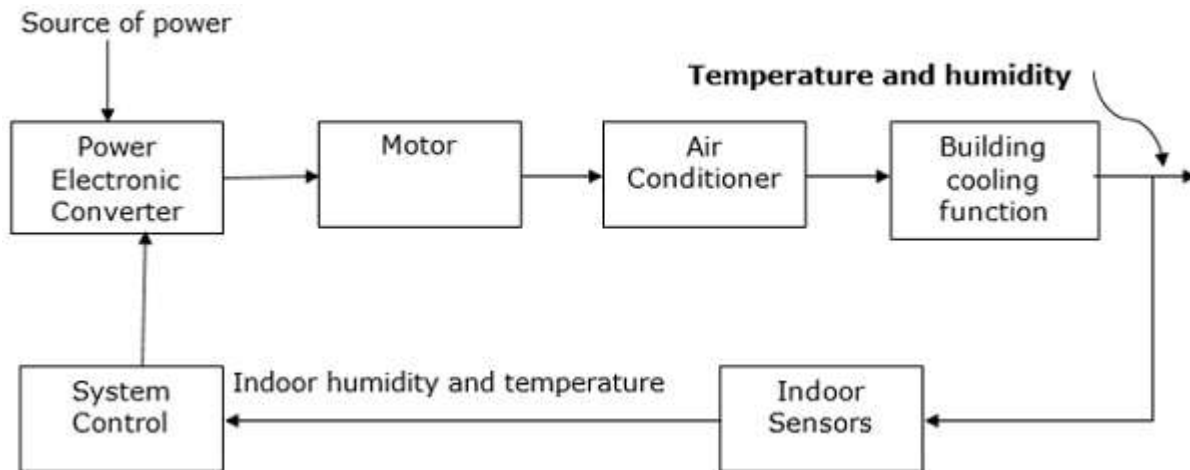 Source of power
Temperature and humidity
Power
Electronic
Converter
Motor
Air
Conditioner
Building
cooling
function
System
Control
Indoor humidity and temperature
Indoor
Sensors